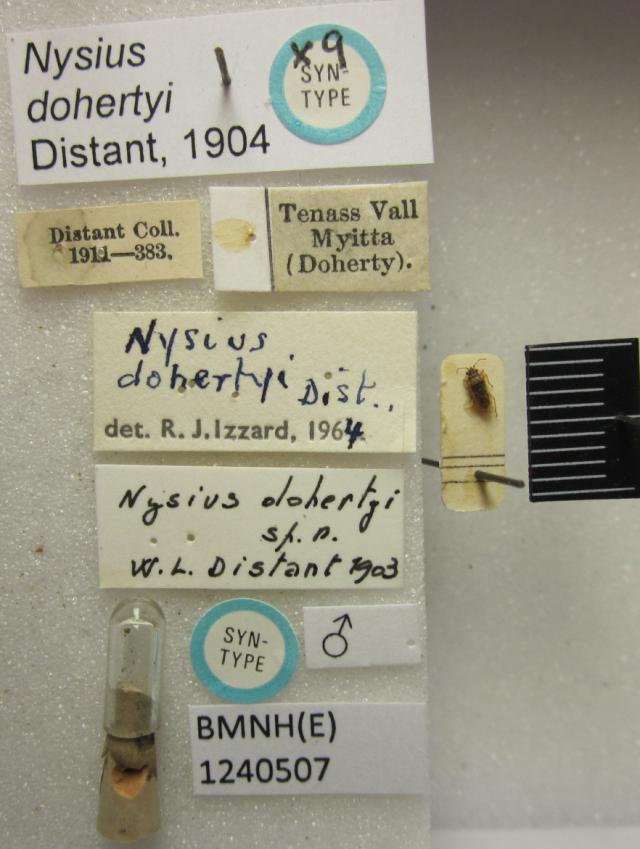 Nysius
dohertyi
Distant, 1904
x9
SYN-
TYPE
Distant Coll.
1911—383.
Tenass Vall
Myitta
(Doherty).
Nysius
dohertyi Dist.,
det. R. J. Izzard, 1964
Nysius dohertyi
sp. n.
W. L. Distant 1903
SYN-
TYPE
♂
BMNH(E)
1240507